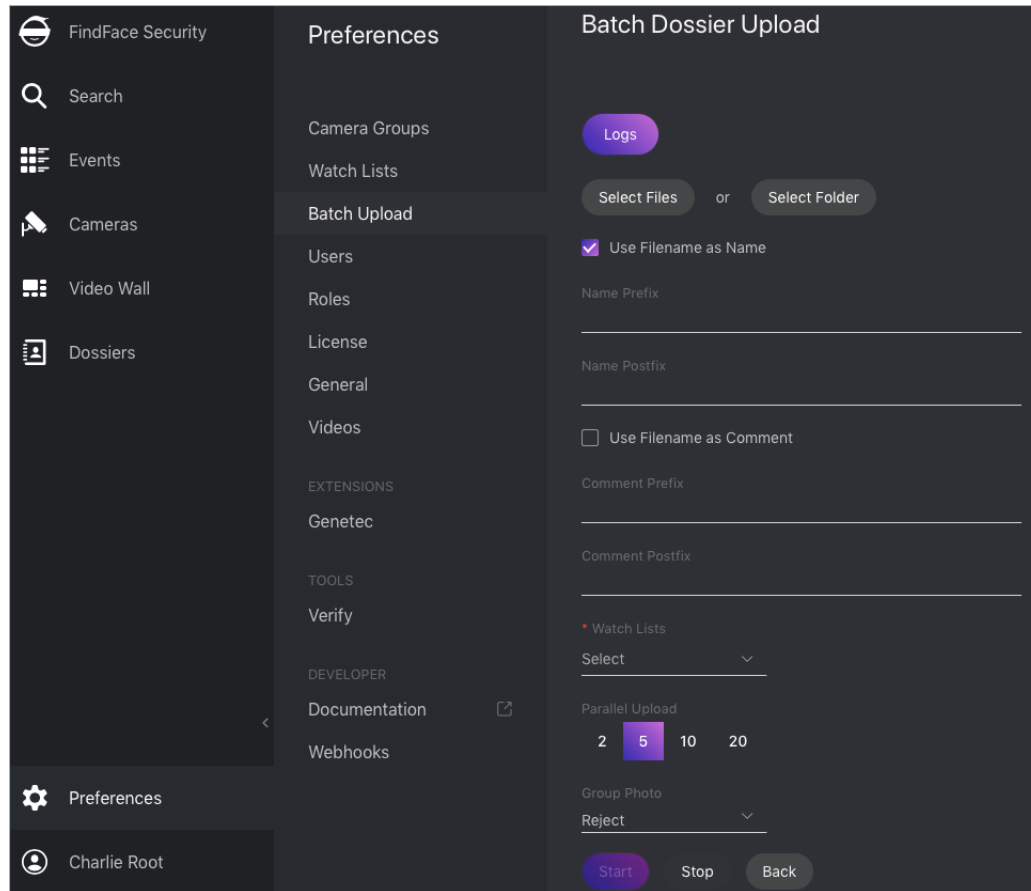 FindFace Security
Search
Events
Cameras
Video Wall
Dossiers
Preferences
Charlie Root
Preferences
Camera Groups
Watch Lists
Batch Upload
Users
Roles
License
General
Videos
EXTENSIONS
Genetec
TOOLS
Verify
DEVELOPER
Documentation
Webhooks
Batch Dossier Upload
Logs
Select Files or Select Folder
Use Filename as Name
Name Prefix
Name Postfix
Use Filename as Comment
Comment Prefix
Comment Postfix
* Watch Lists
Select
Parallel Upload
2 5 10 20
Group Photo
Reject
Start Stop Back